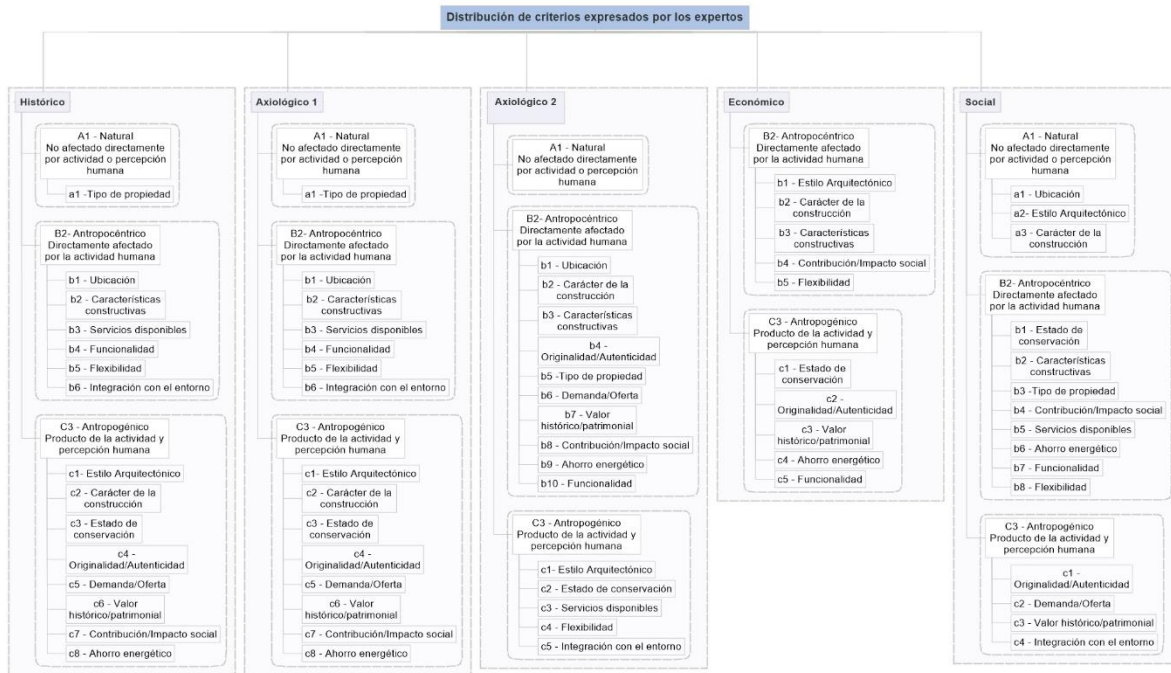 Distribución de criterios expresados por los expertos
Histórico
A1 - Natural
No afectado directamente
por actividad o percepción
humana
a1 -Tipo de propiedad
B2- Antropocéntrico
Directamente afectado
por la actividad humana
b1 - Ubicación
b2 - Características
constructivas
b3 - Servicios disponibles
b4 - Funcionalidad
b5 - Flexibilidad
b6 - Integración con el entorno
C3 - Antropogénico
Producto de la actividad y
percepción humana
c1- Estilo Arquitectónico
c2 - Carácter de la
construcción
c3 - Estado de
conservación
c4 -
Originalidad/Autenticidad
c5 - Demanda/Oferta
c6 - Valor
histórico/patrimonial
c7 - Contribución/Impacto social
c8 - Ahorro energético
Axiológico 1
A1 - Natural
No afectado directamente
por actividad o percepción
humana
a1 -Tipo de propiedad
B2- Antropocéntrico
Directamente afectado
por la actividad humana
b1 - Ubicación
b2 - Características
constructivas
b3 - Servicios disponibles
b4 - Funcionalidad
b5 - Flexibilidad
b6 - Integración con el entorno
C3 - Antropogénico
Producto de la actividad y
percepción humana
c1- Estilo Arquitectónico
c2 - Carácter de la
construcción
c3 - Estado de
conservación
c4 -
Originalidad/Autenticidad
c5 - Demanda/Oferta
c6 - Valor
histórico/patrimonial
c7 - Contribución/Impacto social
c8 - Ahorro energético
Axiológico 2
A1 - Natural
No afectado directamente
por actividad o percepción
humana
B2- Antropocéntrico
Directamente afectado
por la actividad humana
b1 - Ubicación
b2 - Carácter de la
construcción
b3 - Características
constructivas
b4 -
Originalidad/Autenticidad
b5 -Tipo de propiedad
b6 - Demanda/Oferta
b7 - Valor
histórico/patrimonial
b8 - Contribución/Impacto social
b9 - Ahorro energético
b10 - Funcionalidad
C3 - Antropogénico
Producto de la actividad y
percepción humana
c1- Estilo Arquitectónico
c2 - Estado de conservación
c3 - Servicios disponibles
c4 - Flexibilidad
c5 - Integración con el entorno
Económico
B2- Antropocéntrico
Directamente afectado
por la actividad humana
b1 - Estilo Arquitectónico
b2 - Carácter de la
construcción
b3 - Características
constructivas
b4 - Contribución/Impacto social
b5 - Flexibilidad
C3 - Antropogénico
Producto de la actividad y
percepción humana
c1 - Estado de
conservación
c2 -
Originalidad/Autenticidad
c3 - Valor
histórico/patrimonial
c4 - Ahorro energético
c5 - Funcionalidad
Social
A1 - Natural
No afectado directamente
por actividad o percepción
humana
a1 - Ubicación
a2- Estilo Arquitectónico
a3 - Carácter de la
construcción
B2- Antropocéntrico
Directamente afectado
por la actividad humana
b1 - Estado de
conservación
b2 - Características
constructivas
b3 -Tipo de propiedad
b4 - Contribución/Impacto social
b5 - Servicios disponibles
b6 - Ahorro energético
b7 - Funcionalidad
b8 - Flexibilidad
C3 - Antropogénico
Producto de la actividad y
percepción humana
c1 -
Originalidad/Autenticidad
c2 - Demanda/Oferta
c3 - Valor histórico/patrimonial
c4 - Integración con el entorno